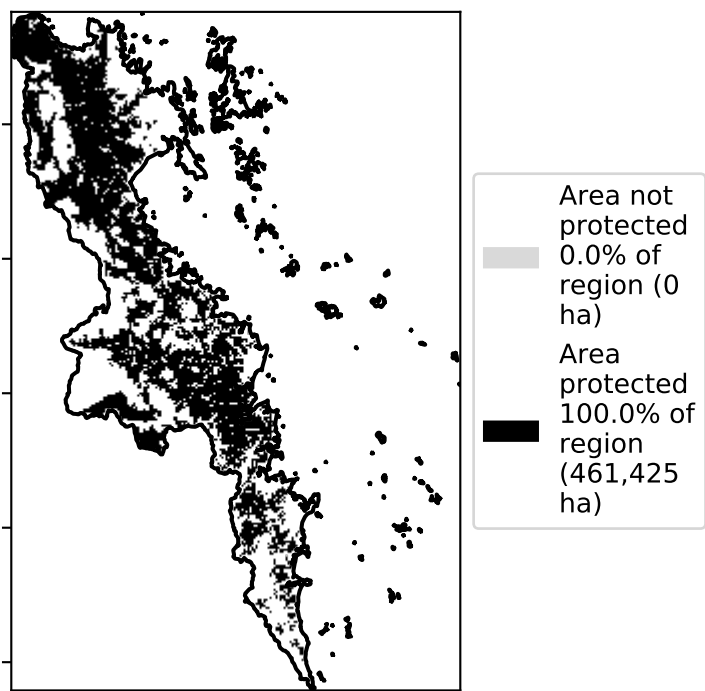 Area not
protected
0.0% of
region (0
ha)
Area
protected
100.0% of
region
(461,425
ha)